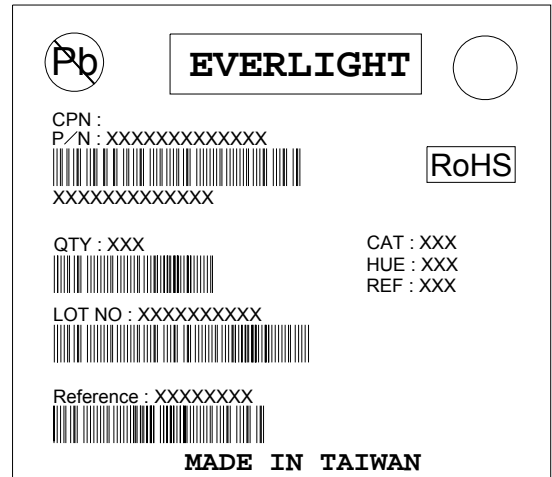 Pb
EVERLIGHT
CPN :
P/N : XXXXXXXXXXXXX
RoHS
XXXXXXXXXXXXX
QTY : XXX
CAT : XXX
HUE : XXX
REF : XXX
LOT NO : XXXXXXXXXX
Reference : XXXXXXXX
MADE IN TAIWAN